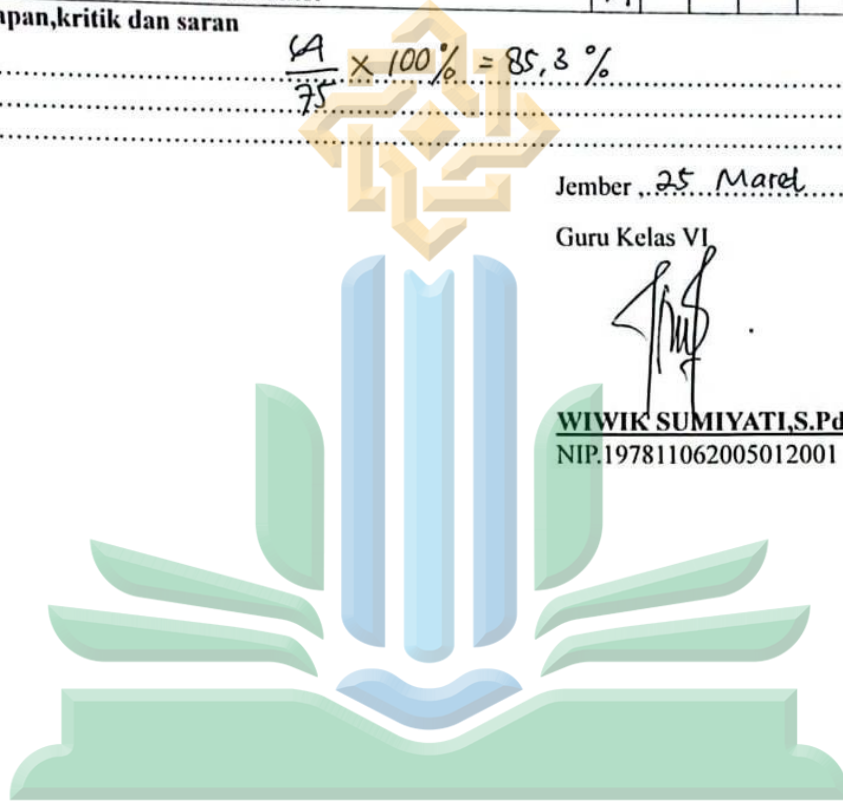 apan,kritik dan saran
64/75 × 100% = 85,3 %
Jember , 25 Maret
Guru Kelas VI
WIWIK SUMIYATI,S.Pd
NIP.197811062005012001